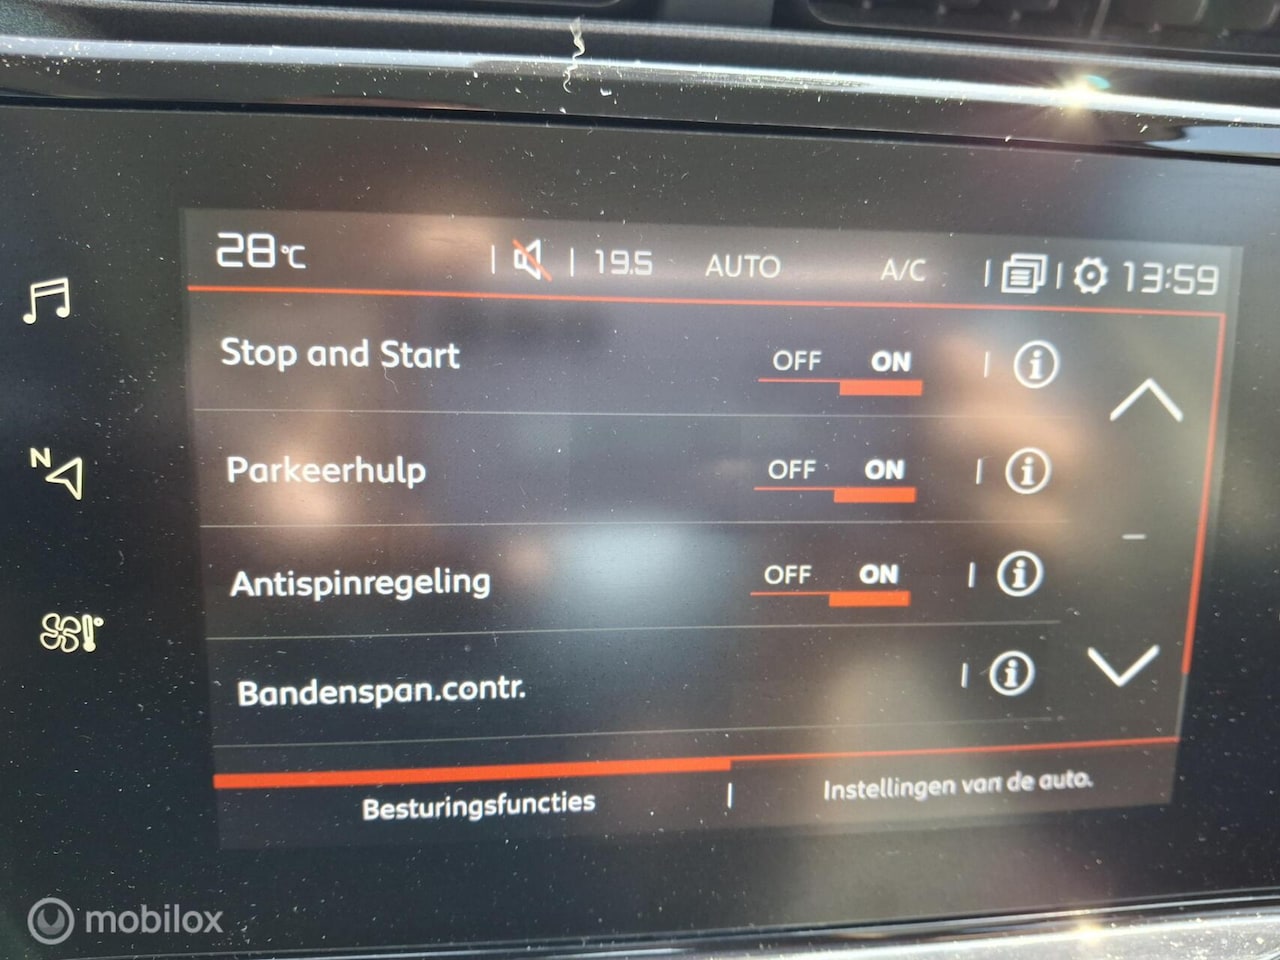 28°C 19.5 AUTO A/C 13:59
Stop and Start OFF ON
N
Parkeerhulp OFF ON
Antispinregeling OFF ON
Bandenspan.contr.
Besturingsfuncties Instellingen van de auto.
mobilox